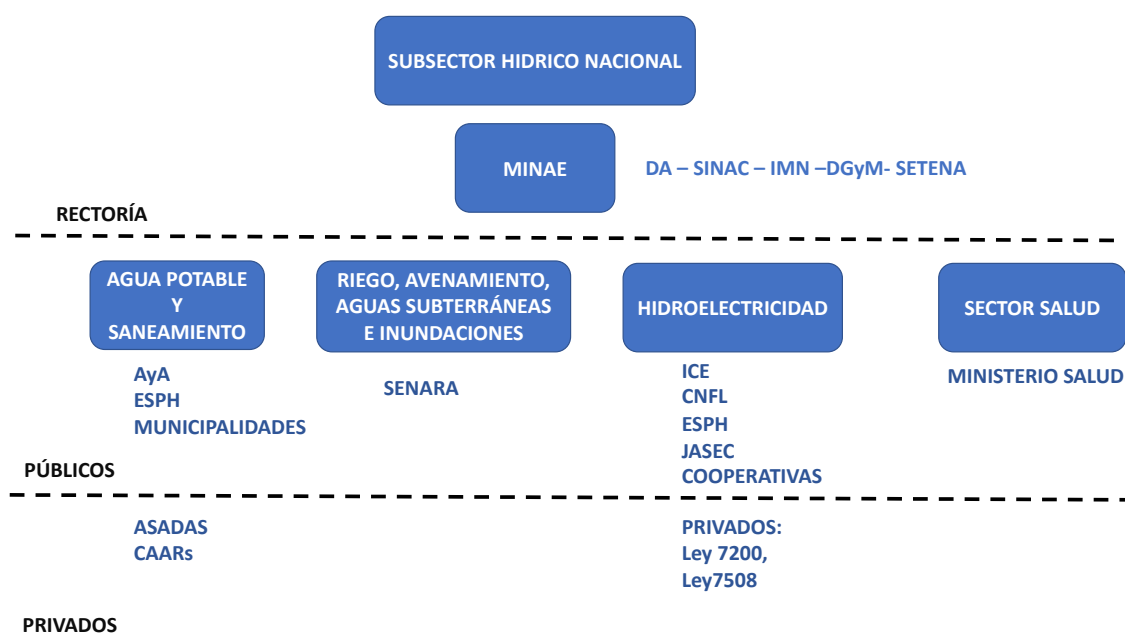 SUBSECTOR HIDRICO NACIONAL
MINAE
DA – SINAC – IMN –DGyM- SETENA
RECTORÍA
AGUA POTABLE
Y
SANEAMIENTO
RIEGO, AVENAMIENTO,
AGUAS SUBTERRÁNEAS
E INUNDACIONES
HIDROELECTRICIDAD
SECTOR SALUD
AyA
ESPH
MUNICIPALIDADES
SENARA
ICE
CNFL
ESPH
JASEC
COOPERATIVAS
MINISTERIO SALUD
PÚBLICOS
ASADAS
CAARs
PRIVADOS:
Ley 7200,
Ley7508
PRIVADOS